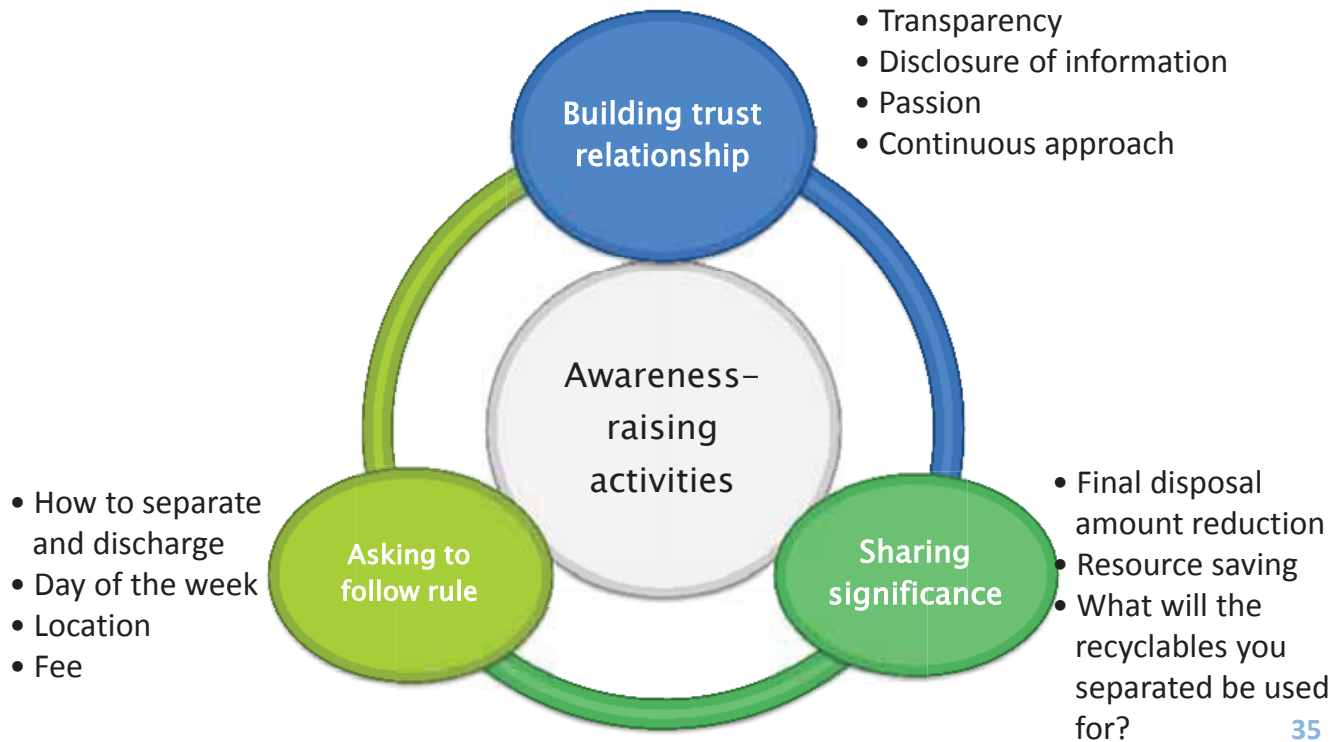 • Transparency
• Disclosure of information
• Passion
• Continuous approach
Building trust
relationship
Awareness-
raising
activities
• How to separate
and discharge
• Day of the week
• Location
• Fee
Asking to
follow rule
Sharing
significance
• Final disposal
amount reduction
• Resource saving
• What will the
recyclables you
separated be used
for?
35